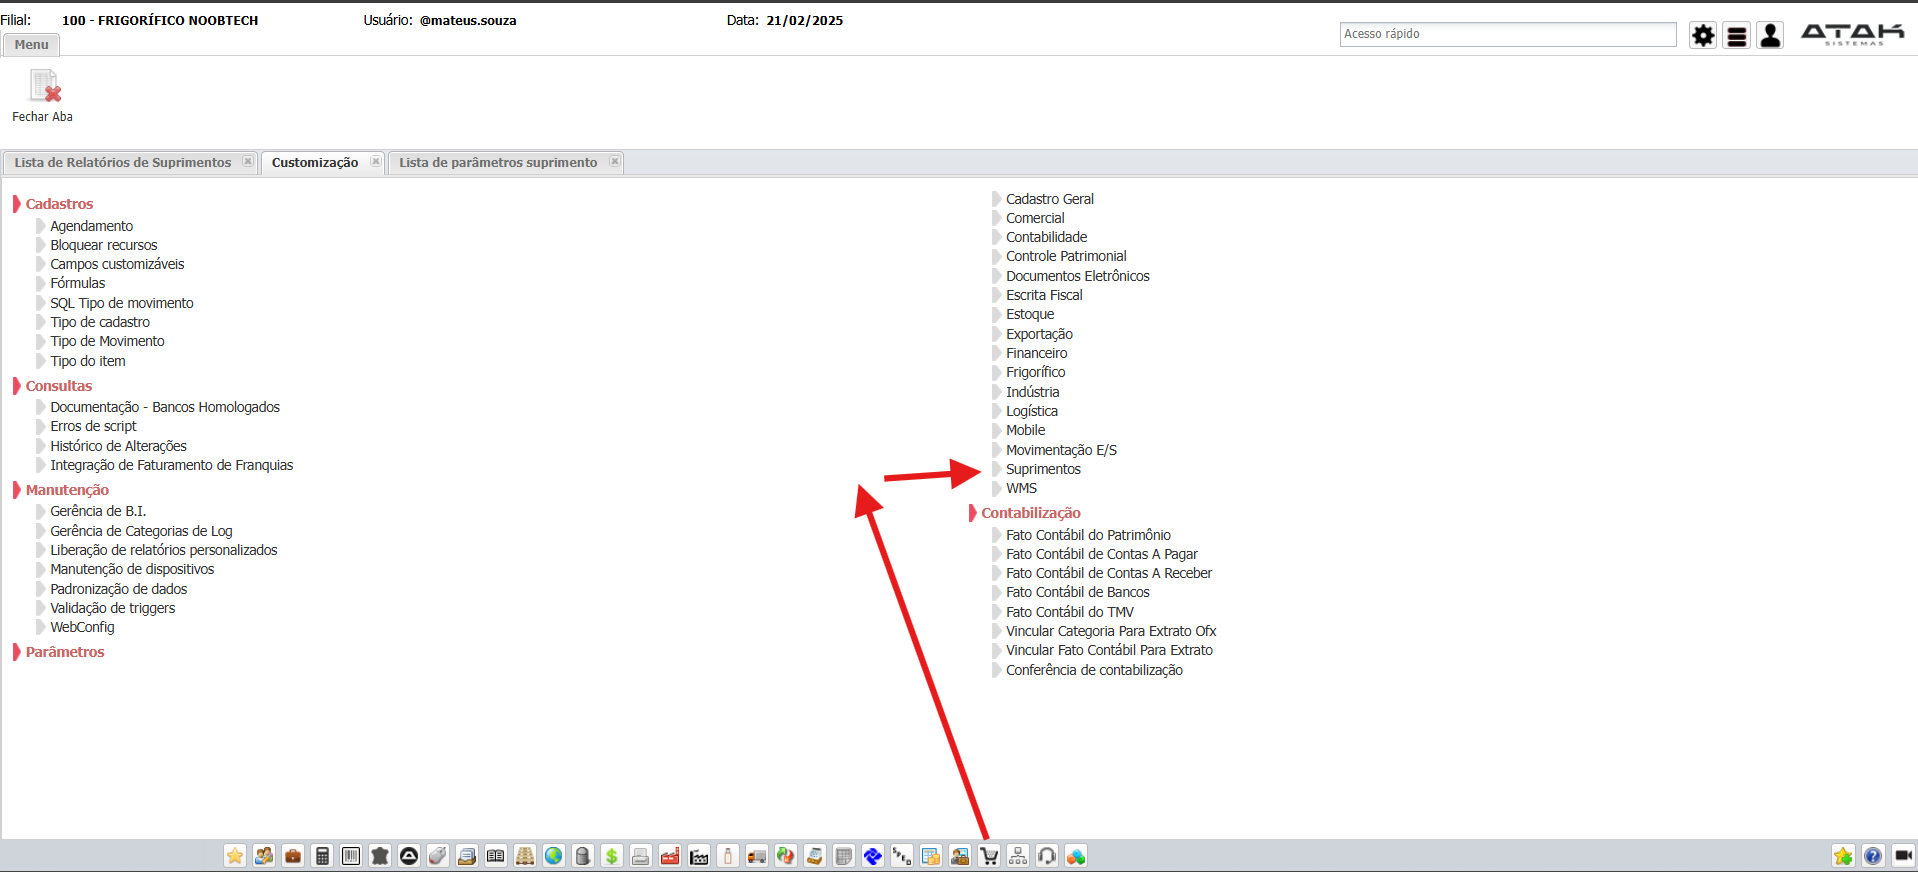 Filial: 100 - FRIGORÍFICO NOOBTECH Usuário: @mateus.souza Data: 21/02/2025
Menu
Acesso rápido
ATAK
SISTEMAS
Fechar Aba
Lista de Relatórios de Suprimentos Customização Lista de parâmetros suprimento
Cadastros
Agendamento
Bloquear recursos
Campos customizáveis
Fórmulas
SQL Tipo de movimento
Tipo de cadastro
Tipo de Movimento
Tipo do item
Consultas
Documentação - Bancos Homologados
Erros de script
Histórico de Alterações
Integração de Faturamento de Franquias
Manutenção
Gerência de B.I.
Gerência de Categorias de Log
Liberação de relatórios personalizados
Manutenção de dispositivos
Padronização de dados
Validação de triggers
WebConfig
Parâmetros
Cadastro Geral
Comercial
Contabilidade
Controle Patrimonial
Documentos Eletrônicos
Escrita Fiscal
Estoque
Exportação
Financeiro
Frigorífico
Indústria
Logística
Mobile
Movimentação E/S
Suprimentos
WMS
Contabilização
Fato Contábil do Patrimônio
Fato Contábil de Contas A Pagar
Fato Contábil de Contas A Receber
Fato Contábil de Bancos
Fato Contábil do TMV
Vincular Categoria Para Extrato Ofx
Vincular Fato Contábil Para Extrato
Conferência de contabilização
SPED